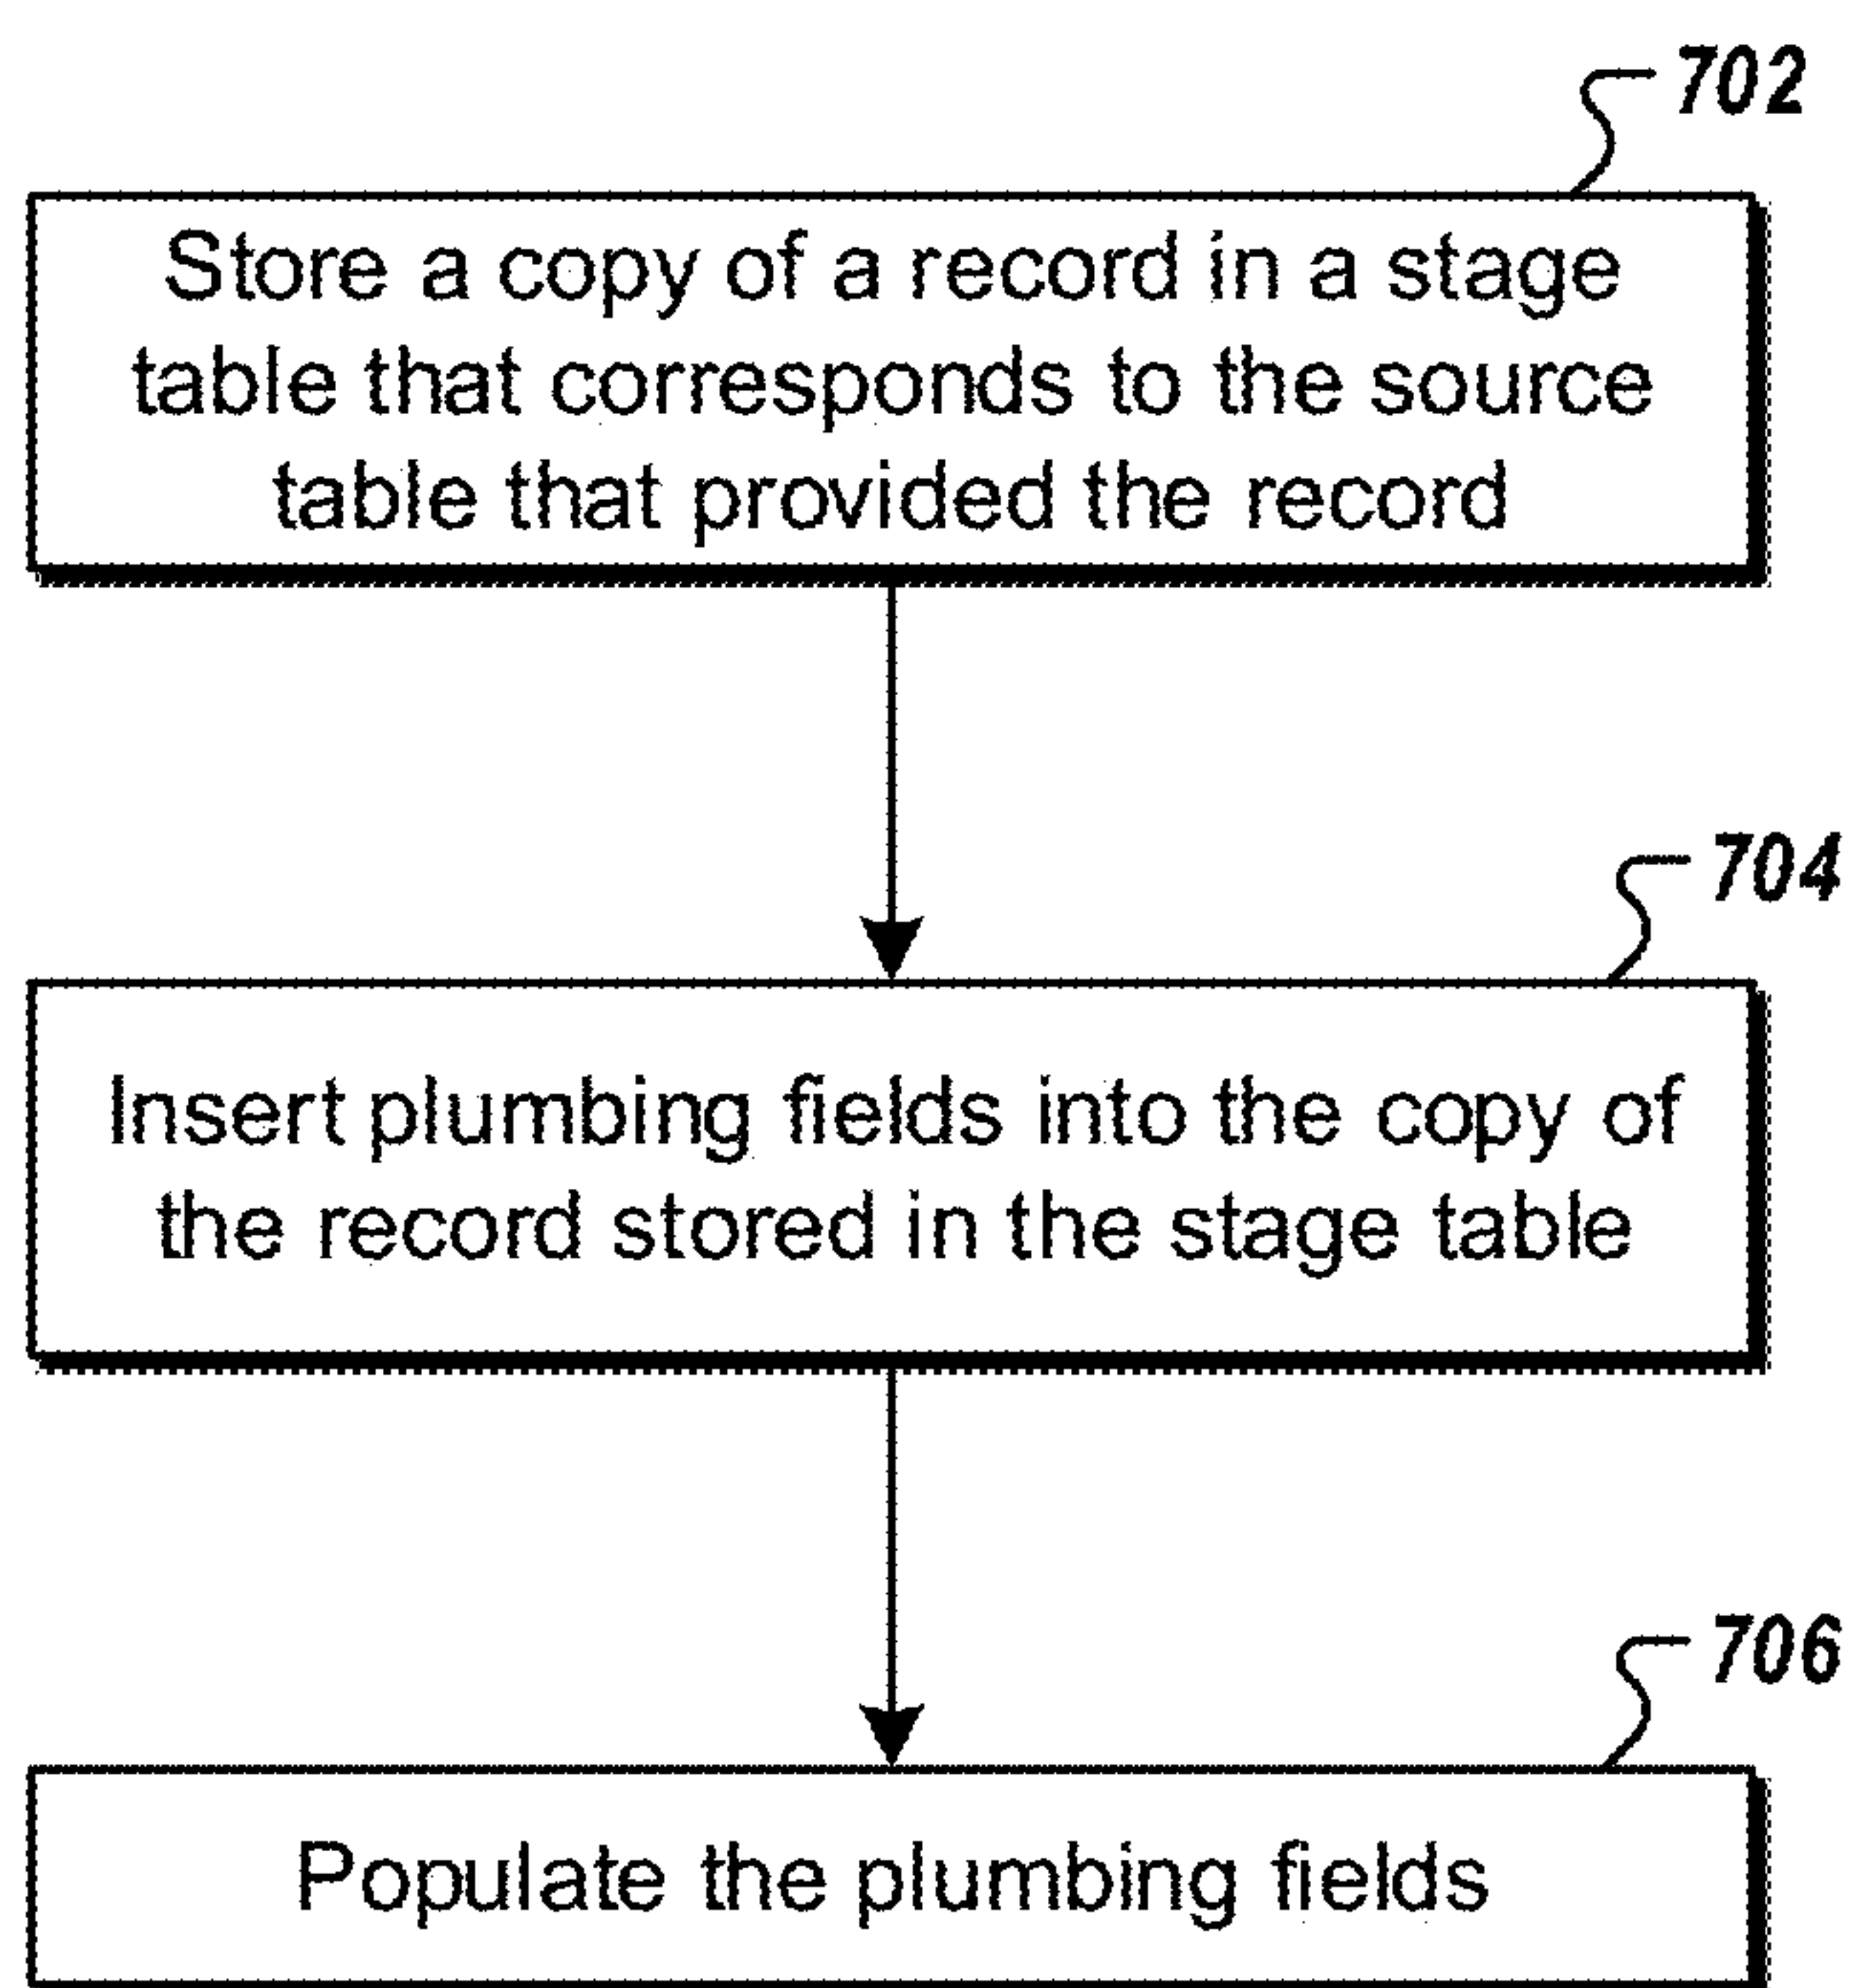 702
Store a copy of a record in a stage
table that corresponds to the source
table that provided the record
704
Insert plumbing fields into the copy of
the record stored in the stage table
706
Populate the plumbing fields